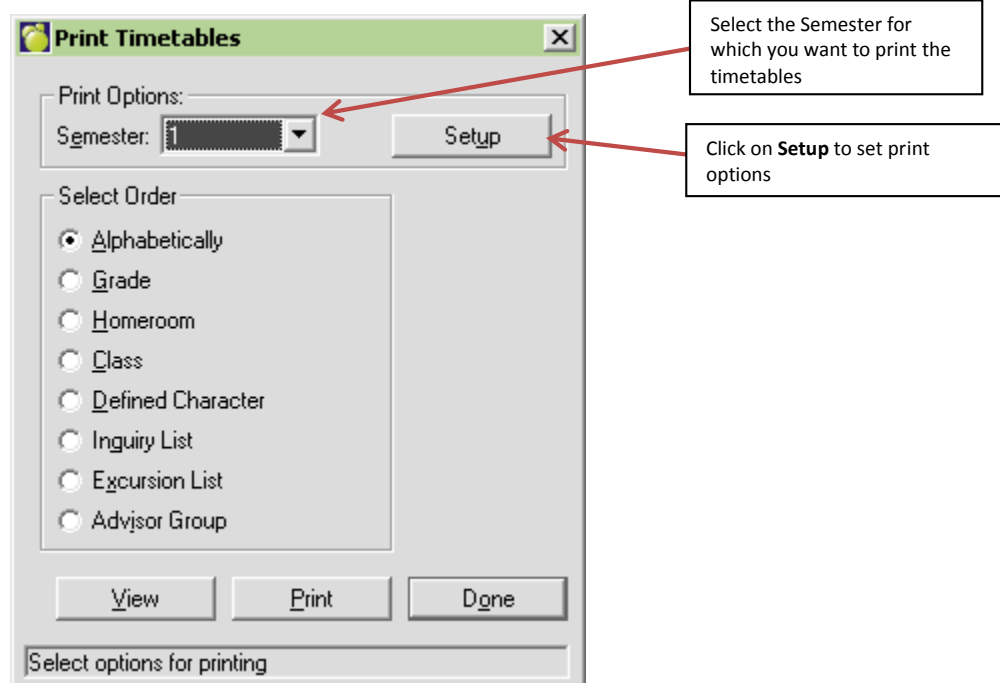 Print Timetables
Select the Semester for
which you want to print the
timetables
Print Options:
Semester: 1
Setup
Click on Setup to set print
options
Select Order
Alphabetically
Grade
Homeroom
Class
Defined Character
Inguiry List
Excursion List
Advisor Group
View Print Done
Select options for printing